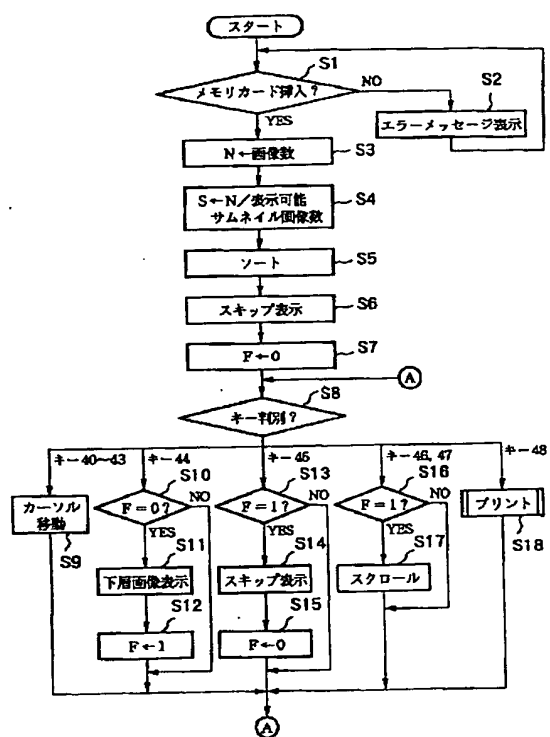 スタート
S1
メモリカード挿入?
NO
S2
エラーメッセージ表示
YES
N←画像数
S3
S←N/表示可能
サムネイル画像数
S4
ソート
S5
スキップ表示
S6
F←0
S7
A
S8
キー判別?
キー40~43
キー44
キー45
キー46,47
キー48
カーソル
移動
S9
S10
F=0?
NO
YES
S11
下層画像表示
S12
F←1
S13
F=1?
NO
YES
S14
スキップ表示
S15
F←0
S16
F=1?
NO
YES
S17
スクロール
プリント
S18
A